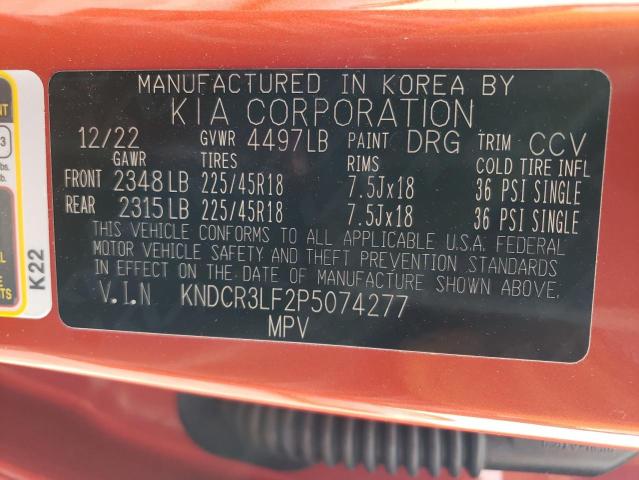 MANUFACTURED IN KOREA BY
KIA CORPORATION
12/22 GVWR 4497LB PAINT DRG TRIM CCV
GAWR TIRES RIMS COLD TIRE INFL
FRONT 2348LB 225/45R18 7.5Jx18 36 PSI SINGLE
REAR 2315LB 225/45R18 7.5Jx18 36 PSI SINGLE
THIS VEHICLE CONFORMS TO ALL APPLICABLE U.S.A. FEDERAL
MOTOR VEHICLE SAFETY AND THEFT PREVENTION STANDARDS
IN EFFECT ON THE DATE OF MANUFACTURE SHOWN ABOVE.
V.I.N KNDCR3LF2P5074277
MPV
K22